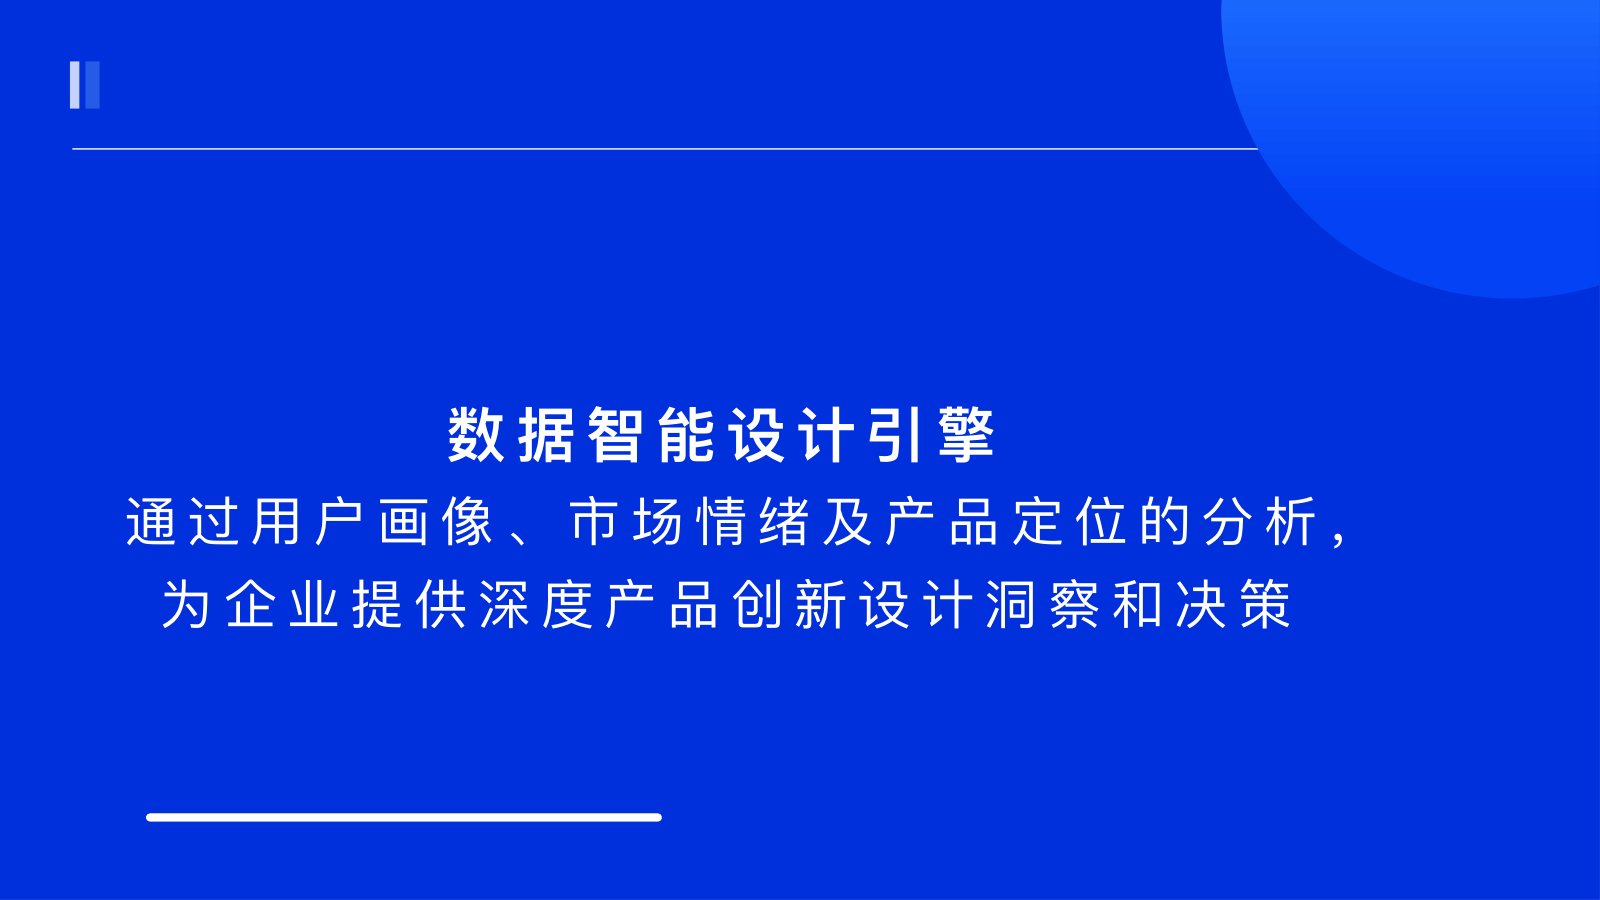 数据智能设计引擎
通过用户画像、市场情绪及产品定位的分析,
为企业提供深度产品创新设计洞察和决策